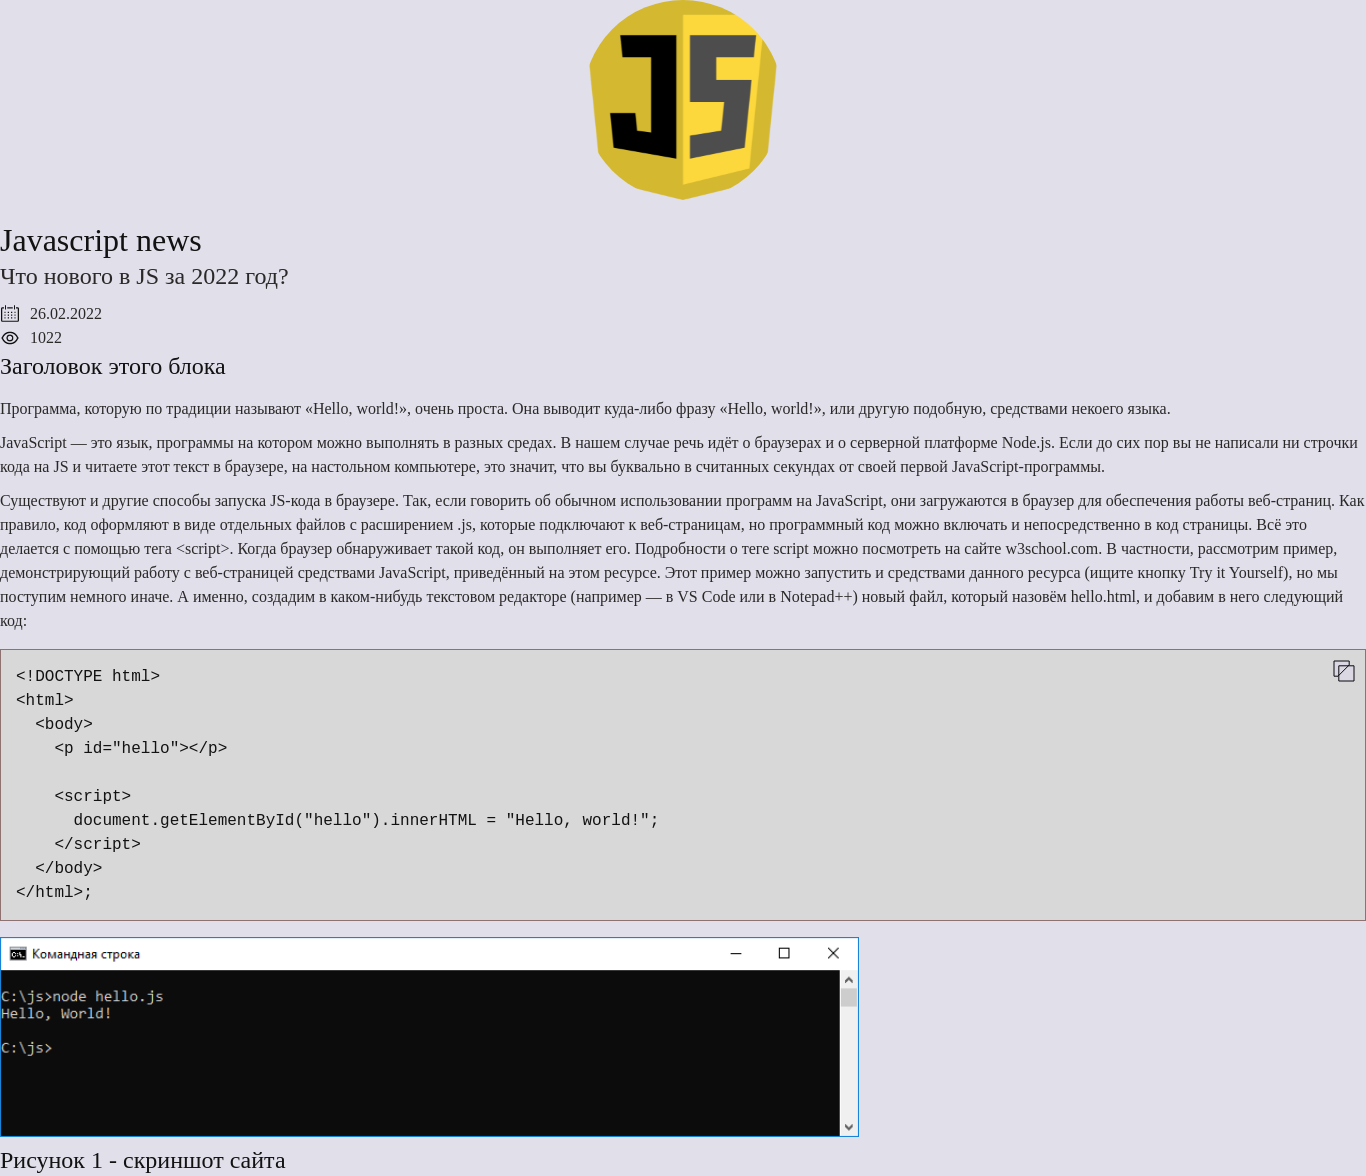 JS
Javascript news
Что нового в JS за 2022 год?
26.02.2022
1022
Заголовок этого блока
Программа, которую по традиции называют «Hello, world!», очень проста. Она выводит куда-либо фразу «Hello, world!», или другую подобную, средствами некоего языка.
JavaScript — это язык, программы на котором можно выполнять в разных средах. В нашем случае речь идёт о браузерах и о серверной платформе Node.js. Если до сих пор вы не написали ни строчки
кода на JS и читаете этот текст в браузере, на настольном компьютере, это значит, что вы буквально в считанных секундах от своей первой JavaScript-программы.
Существуют и другие способы запуска JS-кода в браузере. Так, если говорить об обычном использовании программ на JavaScript, они загружаются в браузер для обеспечения работы веб-страниц. Как
правило, код оформляют в виде отдельных файлов с расширением .js, которые подключают к веб-страницам, но программный код можно включать и непосредственно в код страницы. Всё это
делается с помощью тега <script>. Когда браузер обнаруживает такой код, он выполняет его. Подробности о теге script можно посмотреть на сайте w3school.com. В частности, рассмотрим пример,
демонстрирующий работу с веб-страницей средствами JavaScript, приведённый на этом ресурсе. Этот пример можно запустить и средствами данного ресурса (ищите кнопку Try it Yourself), но мы
поступим немного иначе. А именно, создадим в каком-нибудь текстовом редакторе (например — в VS Code или в Notepad++) новый файл, который назовём hello.html, и добавим в него следующий
код:
<!DOCTYPE html>
<html>
  <body>
    <p id="hello"></p>

    <script>
      document.getElementById("hello").innerHTML = "Hello, world!";
    </script>
  </body>
</html>;
Командная строка
C:\js>node hello.js
Hello, World!
C:\js>
Рисунок 1 - скриншот сайта